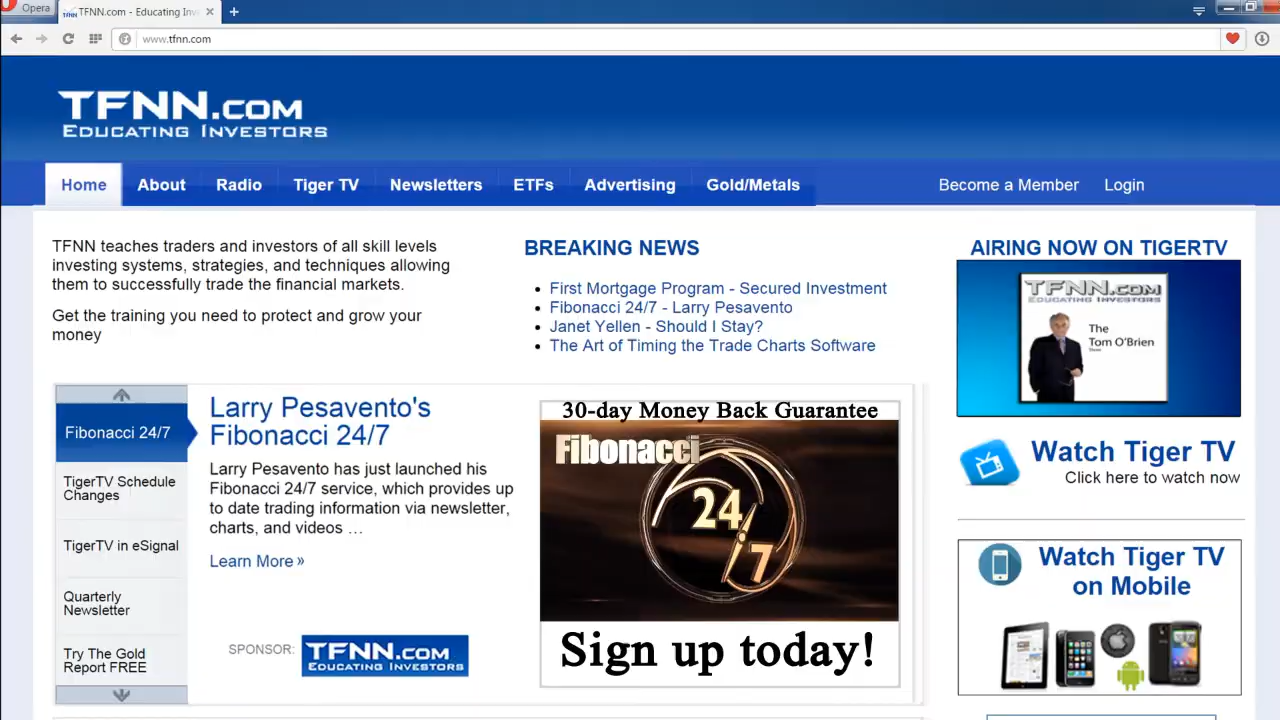 Opera
TFNN.com - Educating Inv
www.tfnn.com
TFNN.com
Educating Investors
Home
About
Radio
Tiger TV
Newsletters
ETFs
Advertising
Gold/Metals
Become a Member
Login
TFNN teaches traders and investors of all skill levels
investing systems, strategies, and techniques allowing
them to successfully trade the financial markets.
Get the training you need to protect and grow your
money
BREAKING NEWS
First Mortgage Program - Secured Investment
Fibonacci 24/7 - Larry Pesavento
Janet Yellen - Should I Stay?
The Art of Timing the Trade Charts Software
AIRING NOW ON TIGERTV
TFNN.com
Educating Investors
The
Tom O'Brien
Show
Watch Tiger TV
Click here to watch now
Fibonacci 24/7
TigerTV Schedule
Changes
TigerTV in eSignal
Quarterly
Newsletter
Try The Gold
Report FREE
Larry Pesavento's
Fibonacci 24/7
Larry Pesavento has just launched his
Fibonacci 24/7 service, which provides up
to date trading information via newsletter,
charts, and videos …
Learn More »
SPONSOR:
TFNN.com
Educating Investors
30-day Money Back Guarantee
Fibonacci
24
7
Sign up today!
Watch Tiger TV
on Mobile